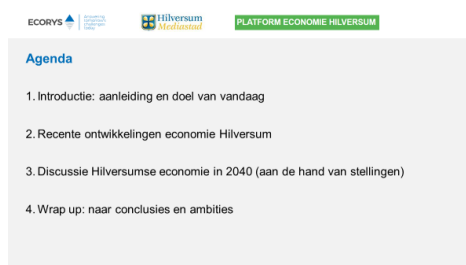 ECORYS
Hilversum
Mediastad
PLATFORM ECONOMIE HILVERSUM
Agenda
1. Introductie: aanleiding en doel van vandaag
2. Recente ontwikkelingen economie Hilversum
3. Discussie Hilversumse economie in 2040 (aan de hand van stellingen)
4. Wrap up: naar conclusies en ambities